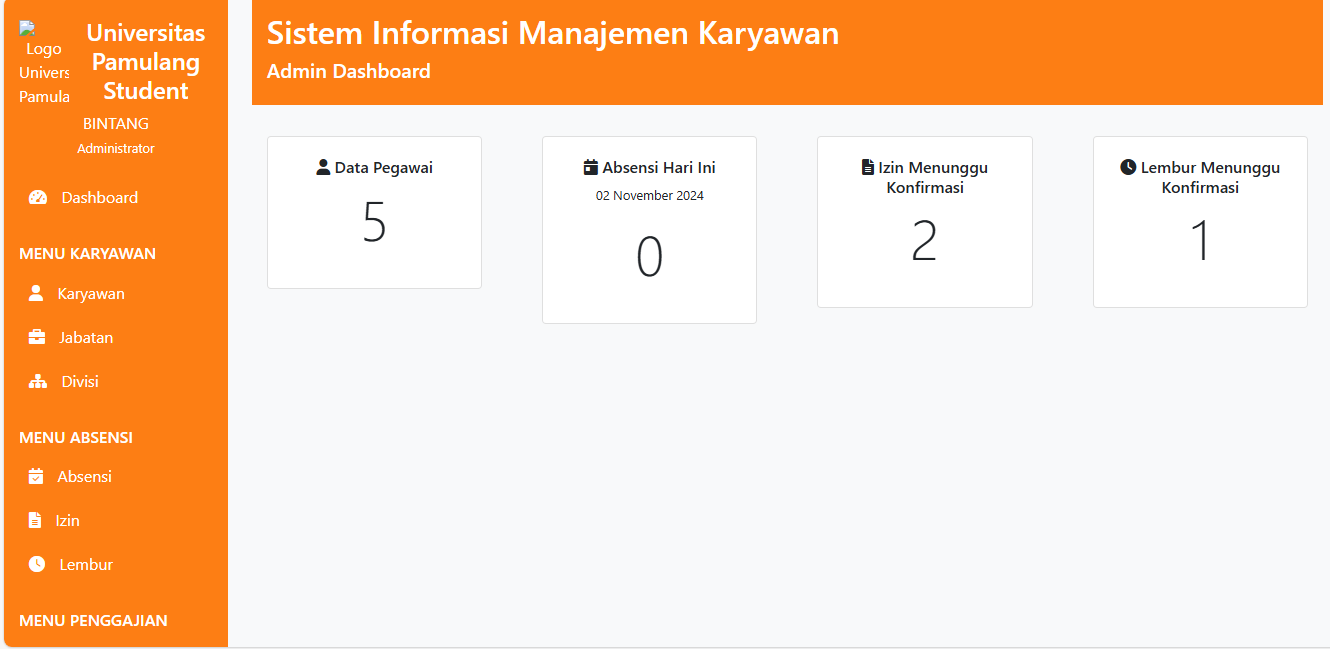 Logo
Univers
Pamula
Universitas
Pamulang
Student
BINTANG
Administrator
Dashboard
MENU KARYAWAN
Karyawan
Jabatan
Divisi
MENU ABSENSI
Absensi
Izin
Lembur
MENU PENGGAJIAN
Sistem Informasi Manajemen Karyawan
Admin Dashboard
Data Pegawai
5
Absensi Hari Ini
02 November 2024
0
Izin Menunggu
Konfirmasi
2
Lembur Menunggu
Konfirmasi
1